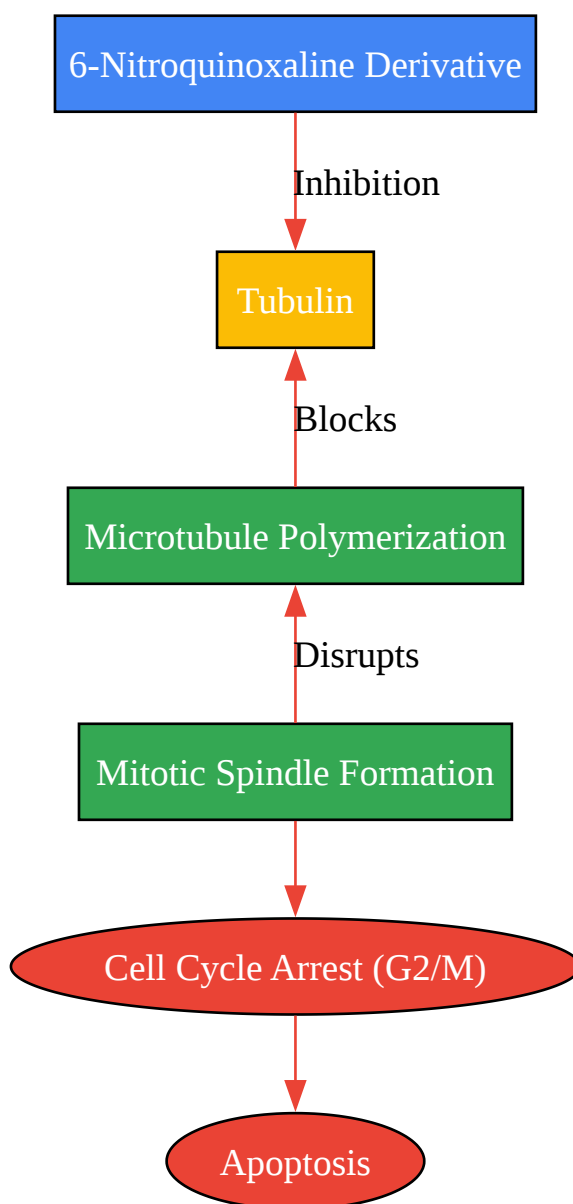 6-Nitroquinoxaline Derivative
Inhibition
Tubulin
Blocks
Microtubule Polymerization
Disrupts
Mitotic Spindle Formation
Cell Cycle Arrest (G2/M)
Apoptosis